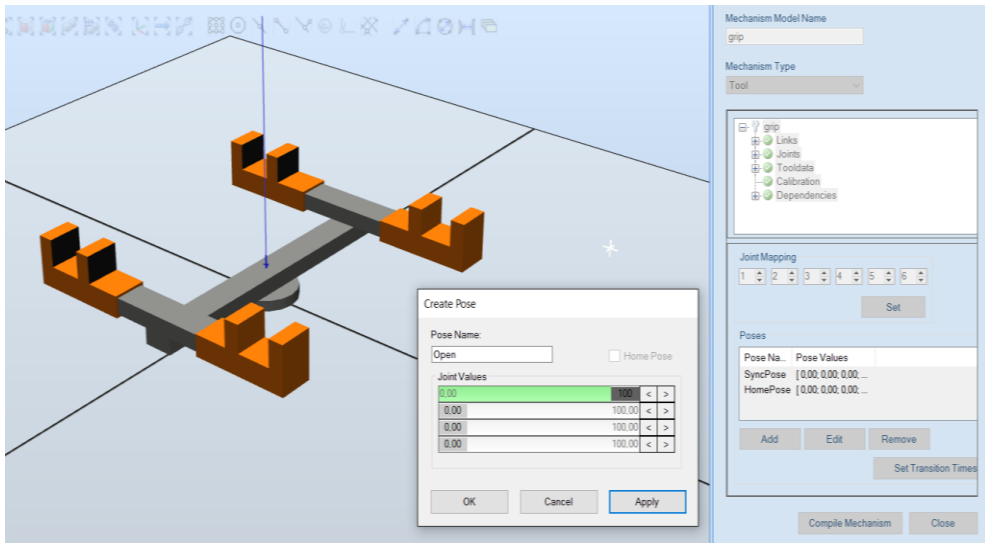 Mechanism Model Name
grip
Mechanism Type
Tool
grip
Links
Joints
Tooldata
Calibration
Dependencies
Joint Mapping
1 2 3 4 5 6
Set
Poses
Pose Na... Pose Values
SyncPose [ 0,00; 0,00; 0,00; ...
HomePose [ 0,00; 0,00; 0,00; ...
Add Edit Remove
Set Transition Times
Compile Mechanism Close
Create Pose
Pose Name:
Open
Home Pose
Joint Values
0,00 100 < >
0,00 100,00 < >
0,00 100,00 < >
0,00 100,00 < >
OK Cancel Apply